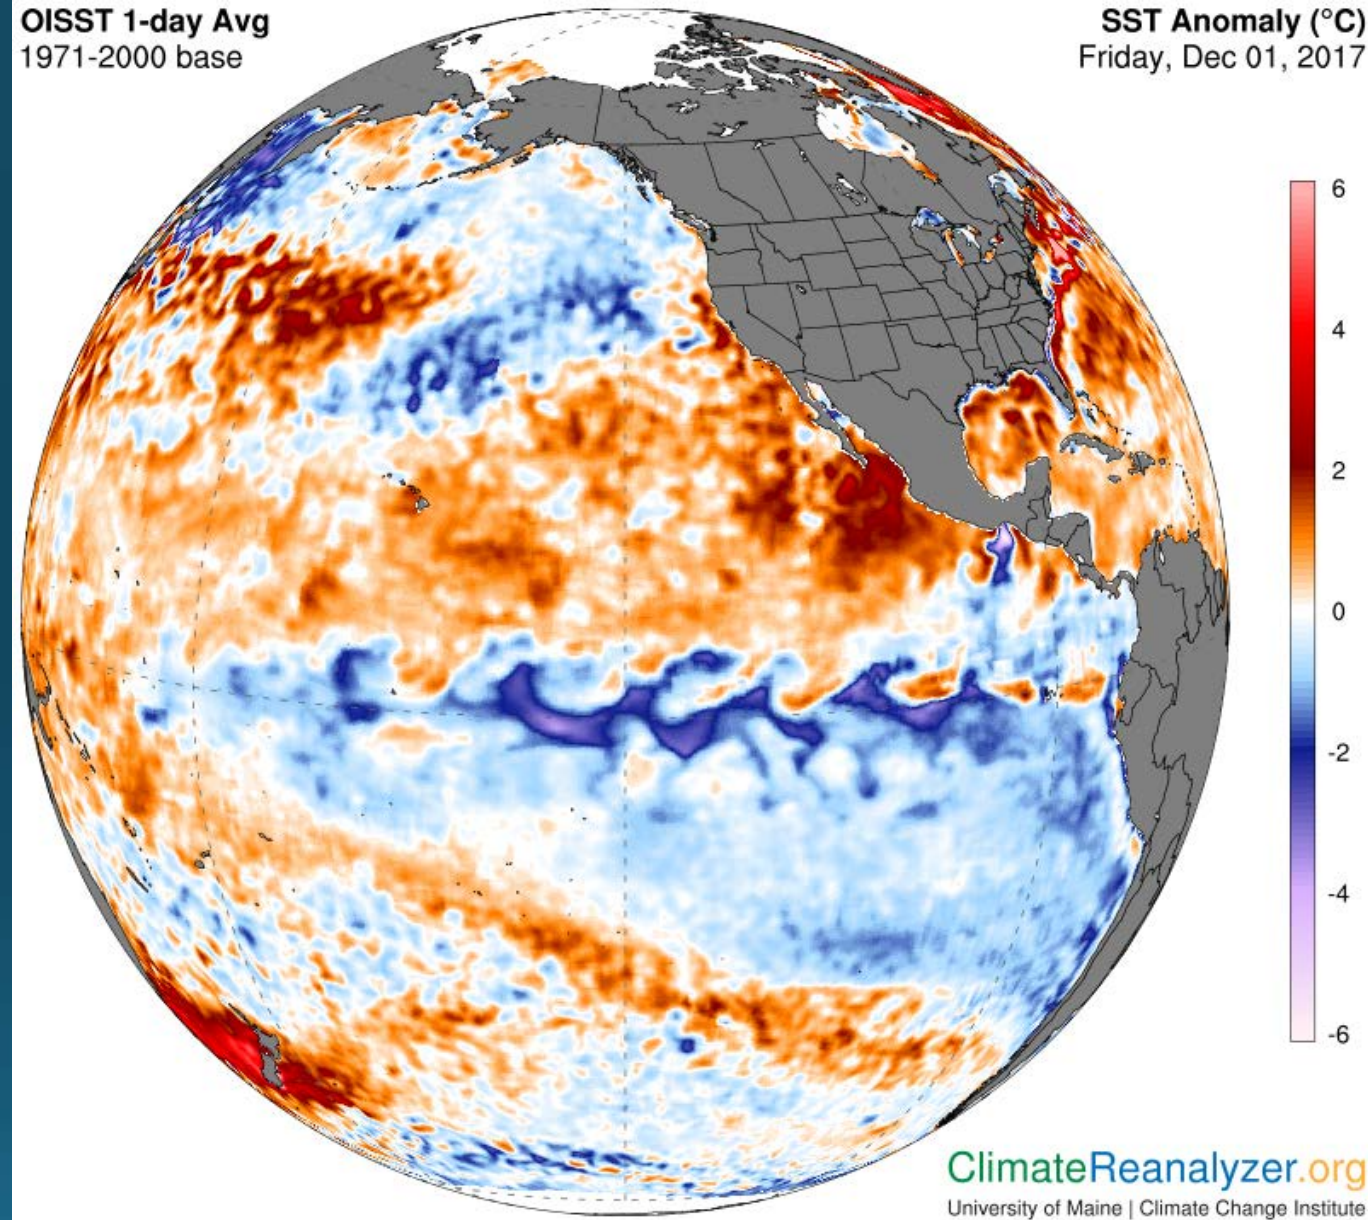 OISST 1-day Avg
1971-2000 base
SST Anomaly (°C)
Friday, Dec 01, 2017
6
4
2
0
-2
-4
-6
ClimateReanalyzer.org
University of Maine | Climate Change Institute